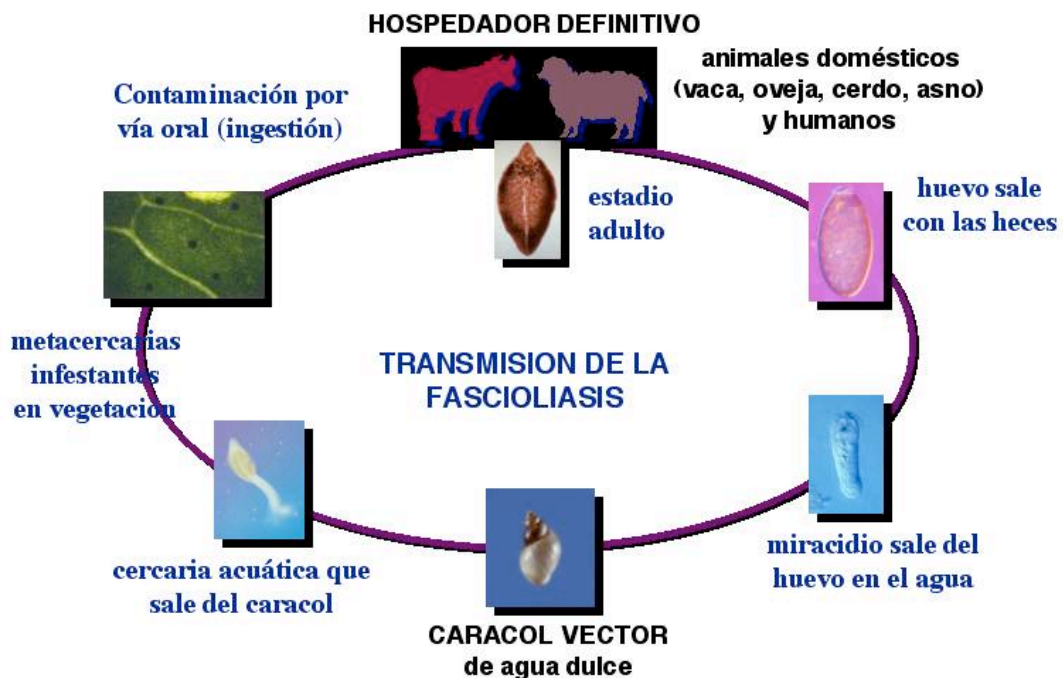 HOSPEDADOR DEFINITIVO
animales domésticos
(vaca, oveja, cerdo, asno)
y humanos
Contaminación por
vía oral (ingestión)
estadio
adulto
huevo sale
con las heces
metacercarias
infestantes
en vegetación
TRANSMISION DE LA
FASCIOLIASIS
cercaria acuática que
sale del caracol
miracidio sale del
huevo en el agua
CARACOL VECTOR
de agua dulce